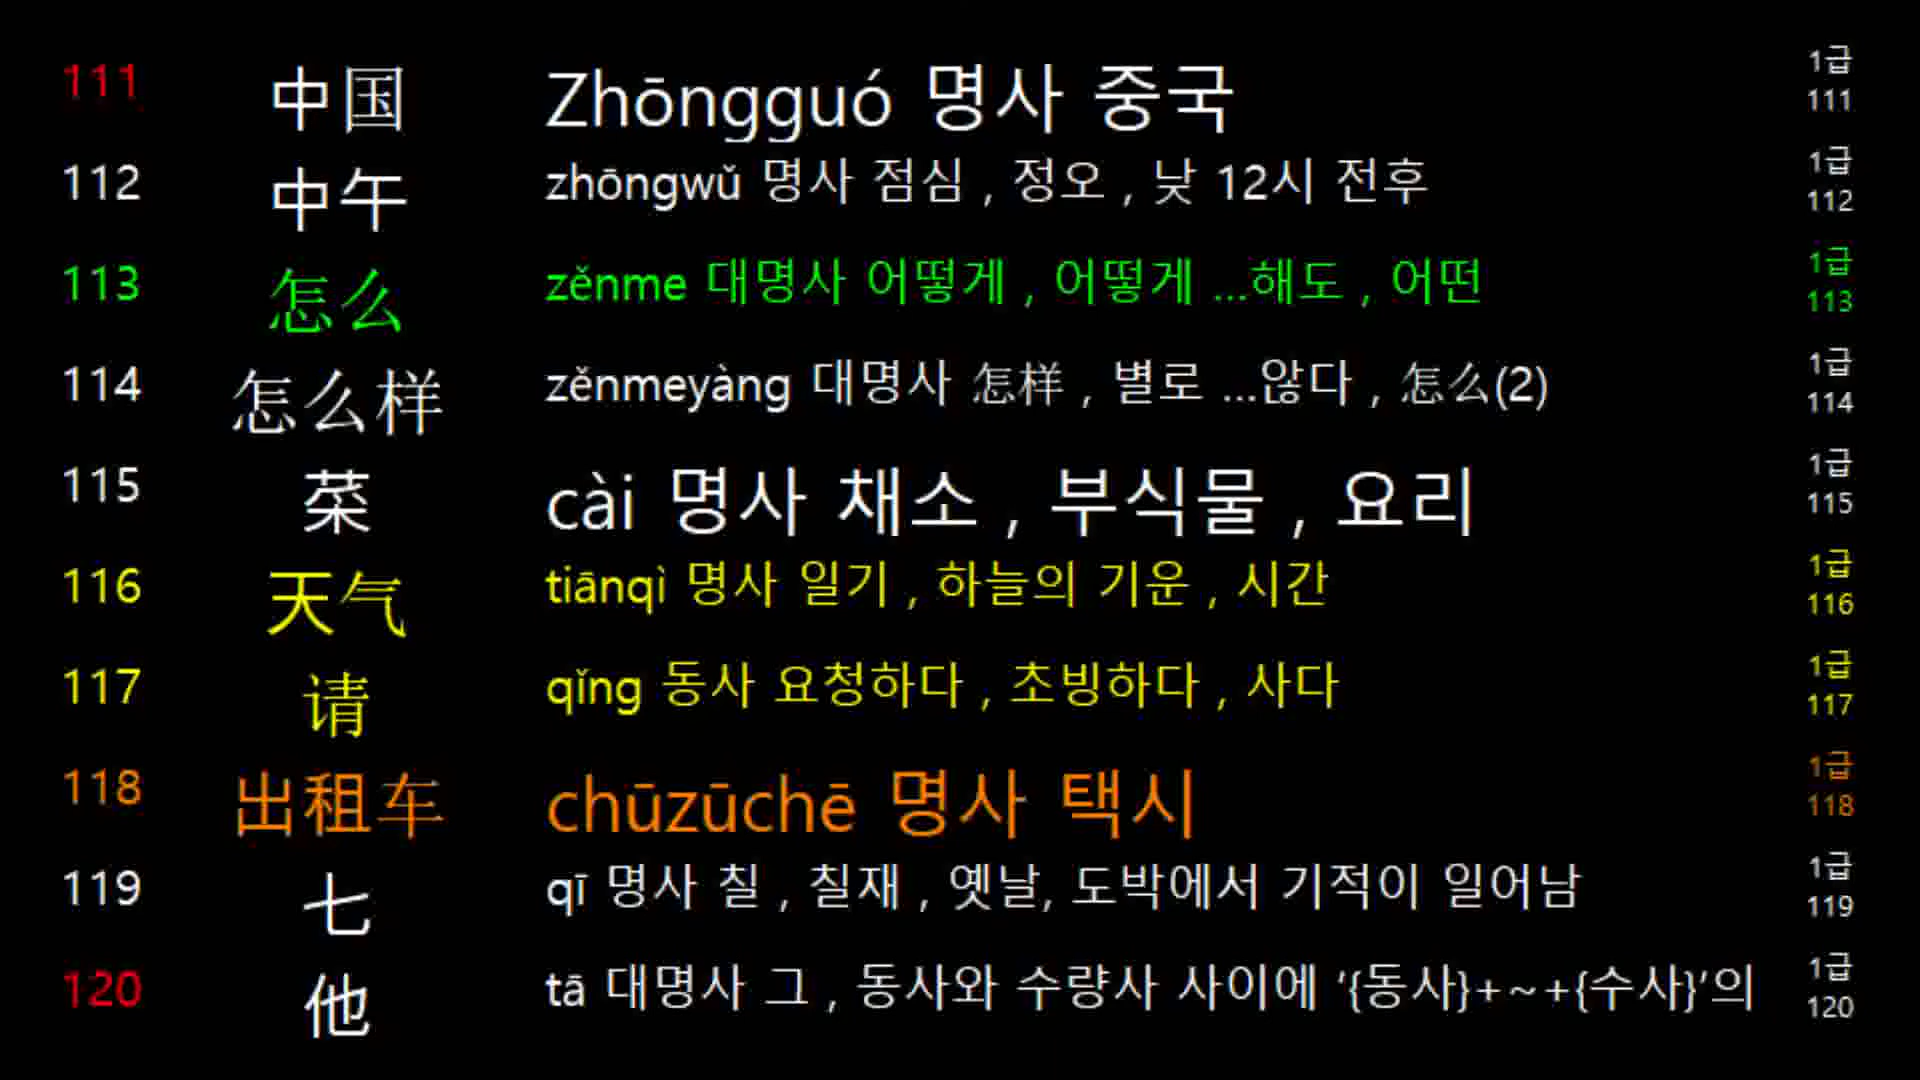 111 中国 Zhōngguó 명사 중국 1급 111
112 中午 zhōngwǔ 명사 점심 , 정오 , 낮 12시 전후 1급 112
113 怎么 zěnme 대명사 어떻게 , 어떻게 …해도 , 어떤 1급 113
114 怎么样 zěnmeyàng 대명사 怎样 , 별로 …않다 , 怎么(2) 1급 114
115 菜 cài 명사 채소 , 부식물 , 요리 1급 115
116 天气 tiānqì 명사 일기 , 하늘의 기운 , 시간 1급 116
117 请 qǐng 동사 요청하다 , 초빙하다 , 사다 1급 117
118 出租车 chūzūchē 명사 택시 1급 118
119 七 qī 명사 칠 , 칠재 , 옛날, 도박에서 기적이 일어남 1급 119
120 他 tā 대명사 그 , 동사와 수량사 사이에 ‘{동사}+~+{수사}’의 1급 120